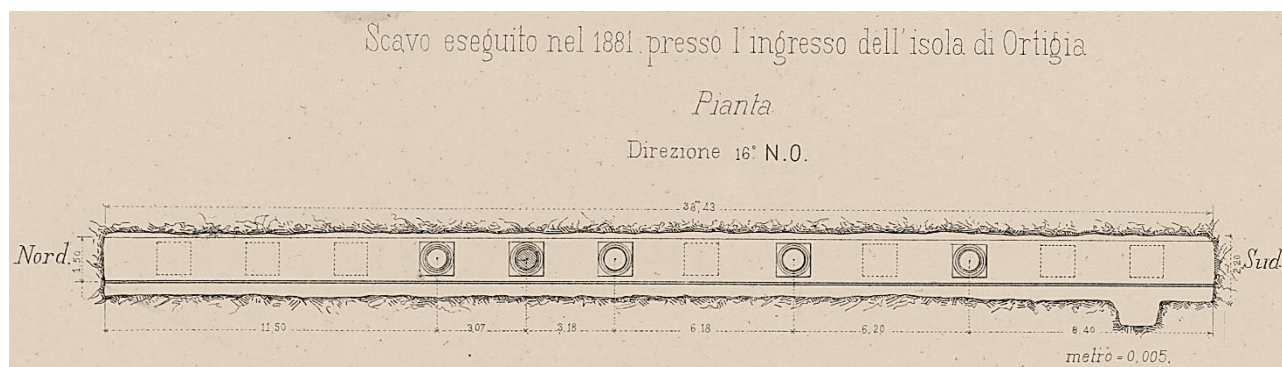 Scavo eseguito nel 1881. presso l'ingresso dell'isola di Ortigia
Pianta
Direzione 16° N.O.
38,m43
Nord.
1,50
2,20
Sud.
11,50
3,07
3,18
6,18
6,20
8,40
metro = 0,005.